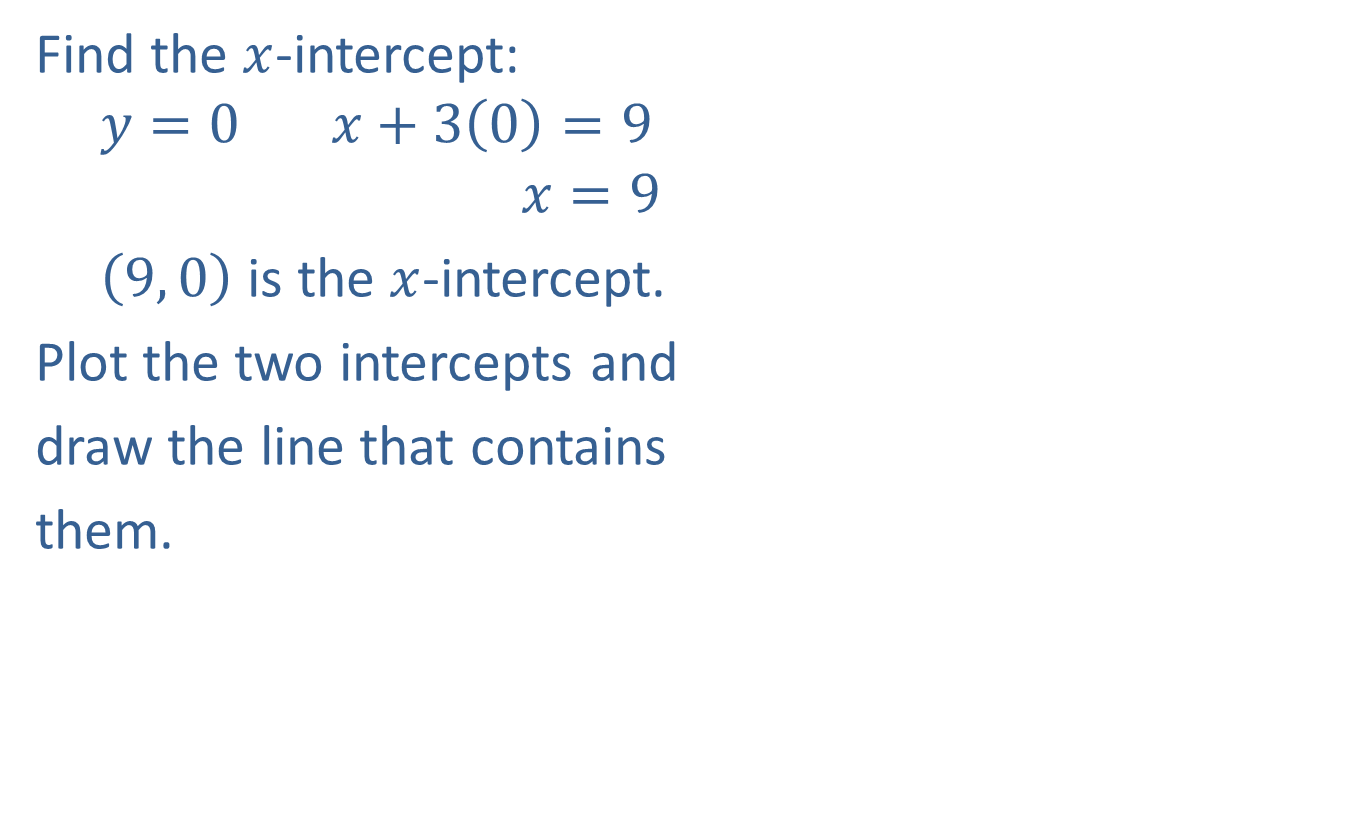 Find the x-intercept:
y = 0 x + 3(0) = 9
x = 9
(9, 0) is the x-intercept.
Plot the two intercepts and
draw the line that contains
them.